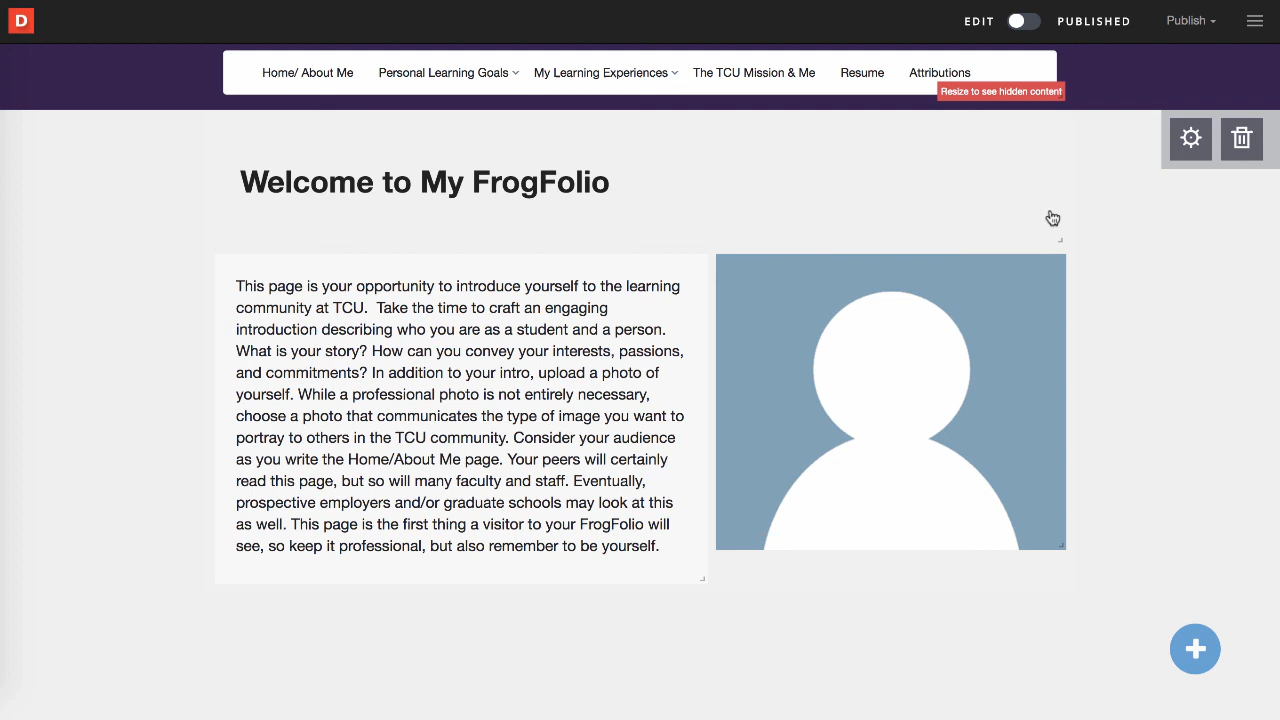 D
EDIT PUBLISHED Publish
Home/ About Me Personal Learning Goals My Learning Experiences The TCU Mission & Me Resume Attributions
Resize to see hidden content
Welcome to My FrogFolio
This page is your opportunity to introduce yourself to the learning
community at TCU.  Take the time to craft an engaging
introduction describing who you are as a student and a person.
What is your story? How can you convey your interests, passions,
and commitments? In addition to your intro, upload a photo of
yourself. While a professional photo is not entirely necessary,
choose a photo that communicates the type of image you want to
portray to others in the TCU community. Consider your audience
as you write the Home/About Me page. Your peers will certainly
read this page, but so will many faculty and staff. Eventually,
prospective employers and/or graduate schools may look at this
as well. This page is the first thing a visitor to your FrogFolio will
see, so keep it professional, but also remember to be yourself.